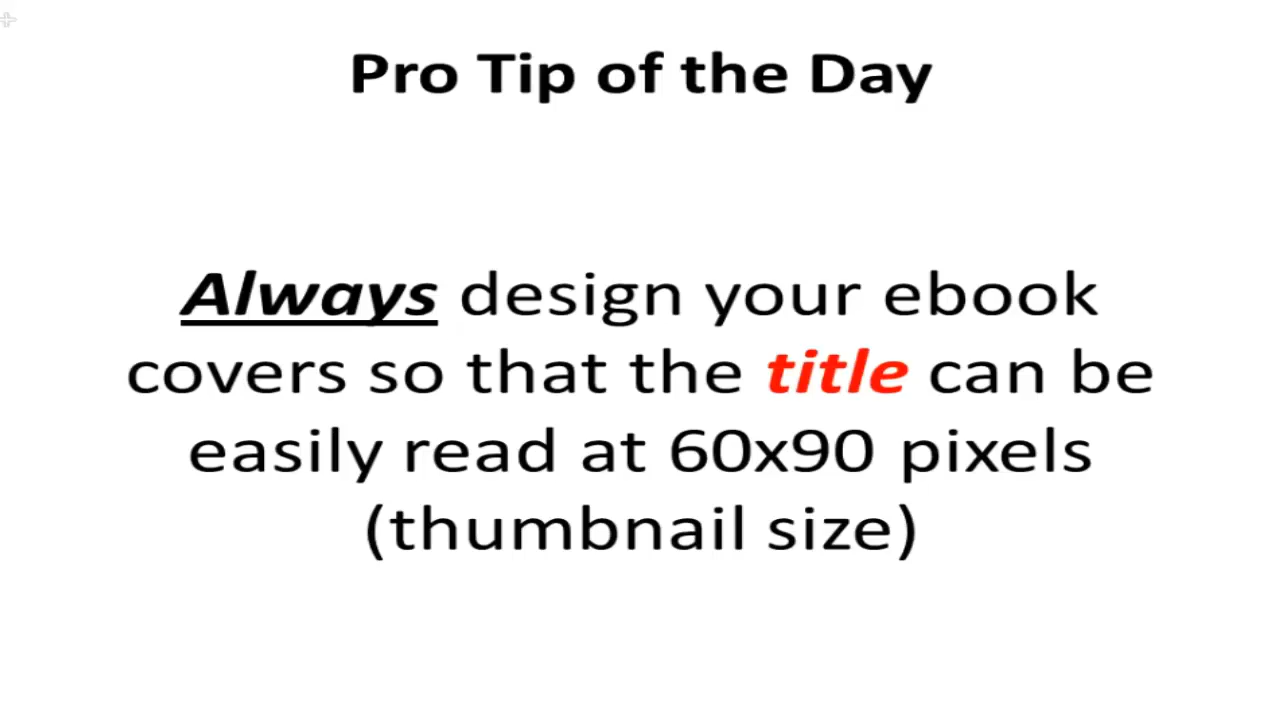 Pro Tip of the Day
Always design your ebook
covers so that the title can be
easily read at 60x90 pixels
(thumbnail size)